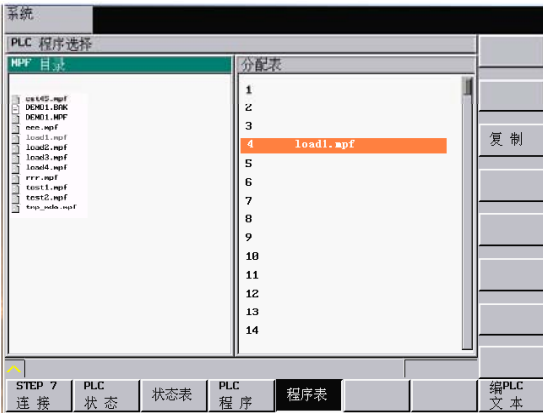 系统
PLC 程序选择
MPF 目录
cmt45.mpf
DEMO1.BAK
DEMO1.MPF
eee.mpf
load1.mpf
load2.mpf
load3.mpf
load4.mpf
rrr.mpf
test1.mpf
test2.mpf
tmp_mda.mpf
分配表
1
2
3
4 load1.mpf
5
6
7
8
9
10
11
12
13
14
复制
STEP 7
连接
PLC
状态
状态表
PLC
程序
程序表
编PLC
文本